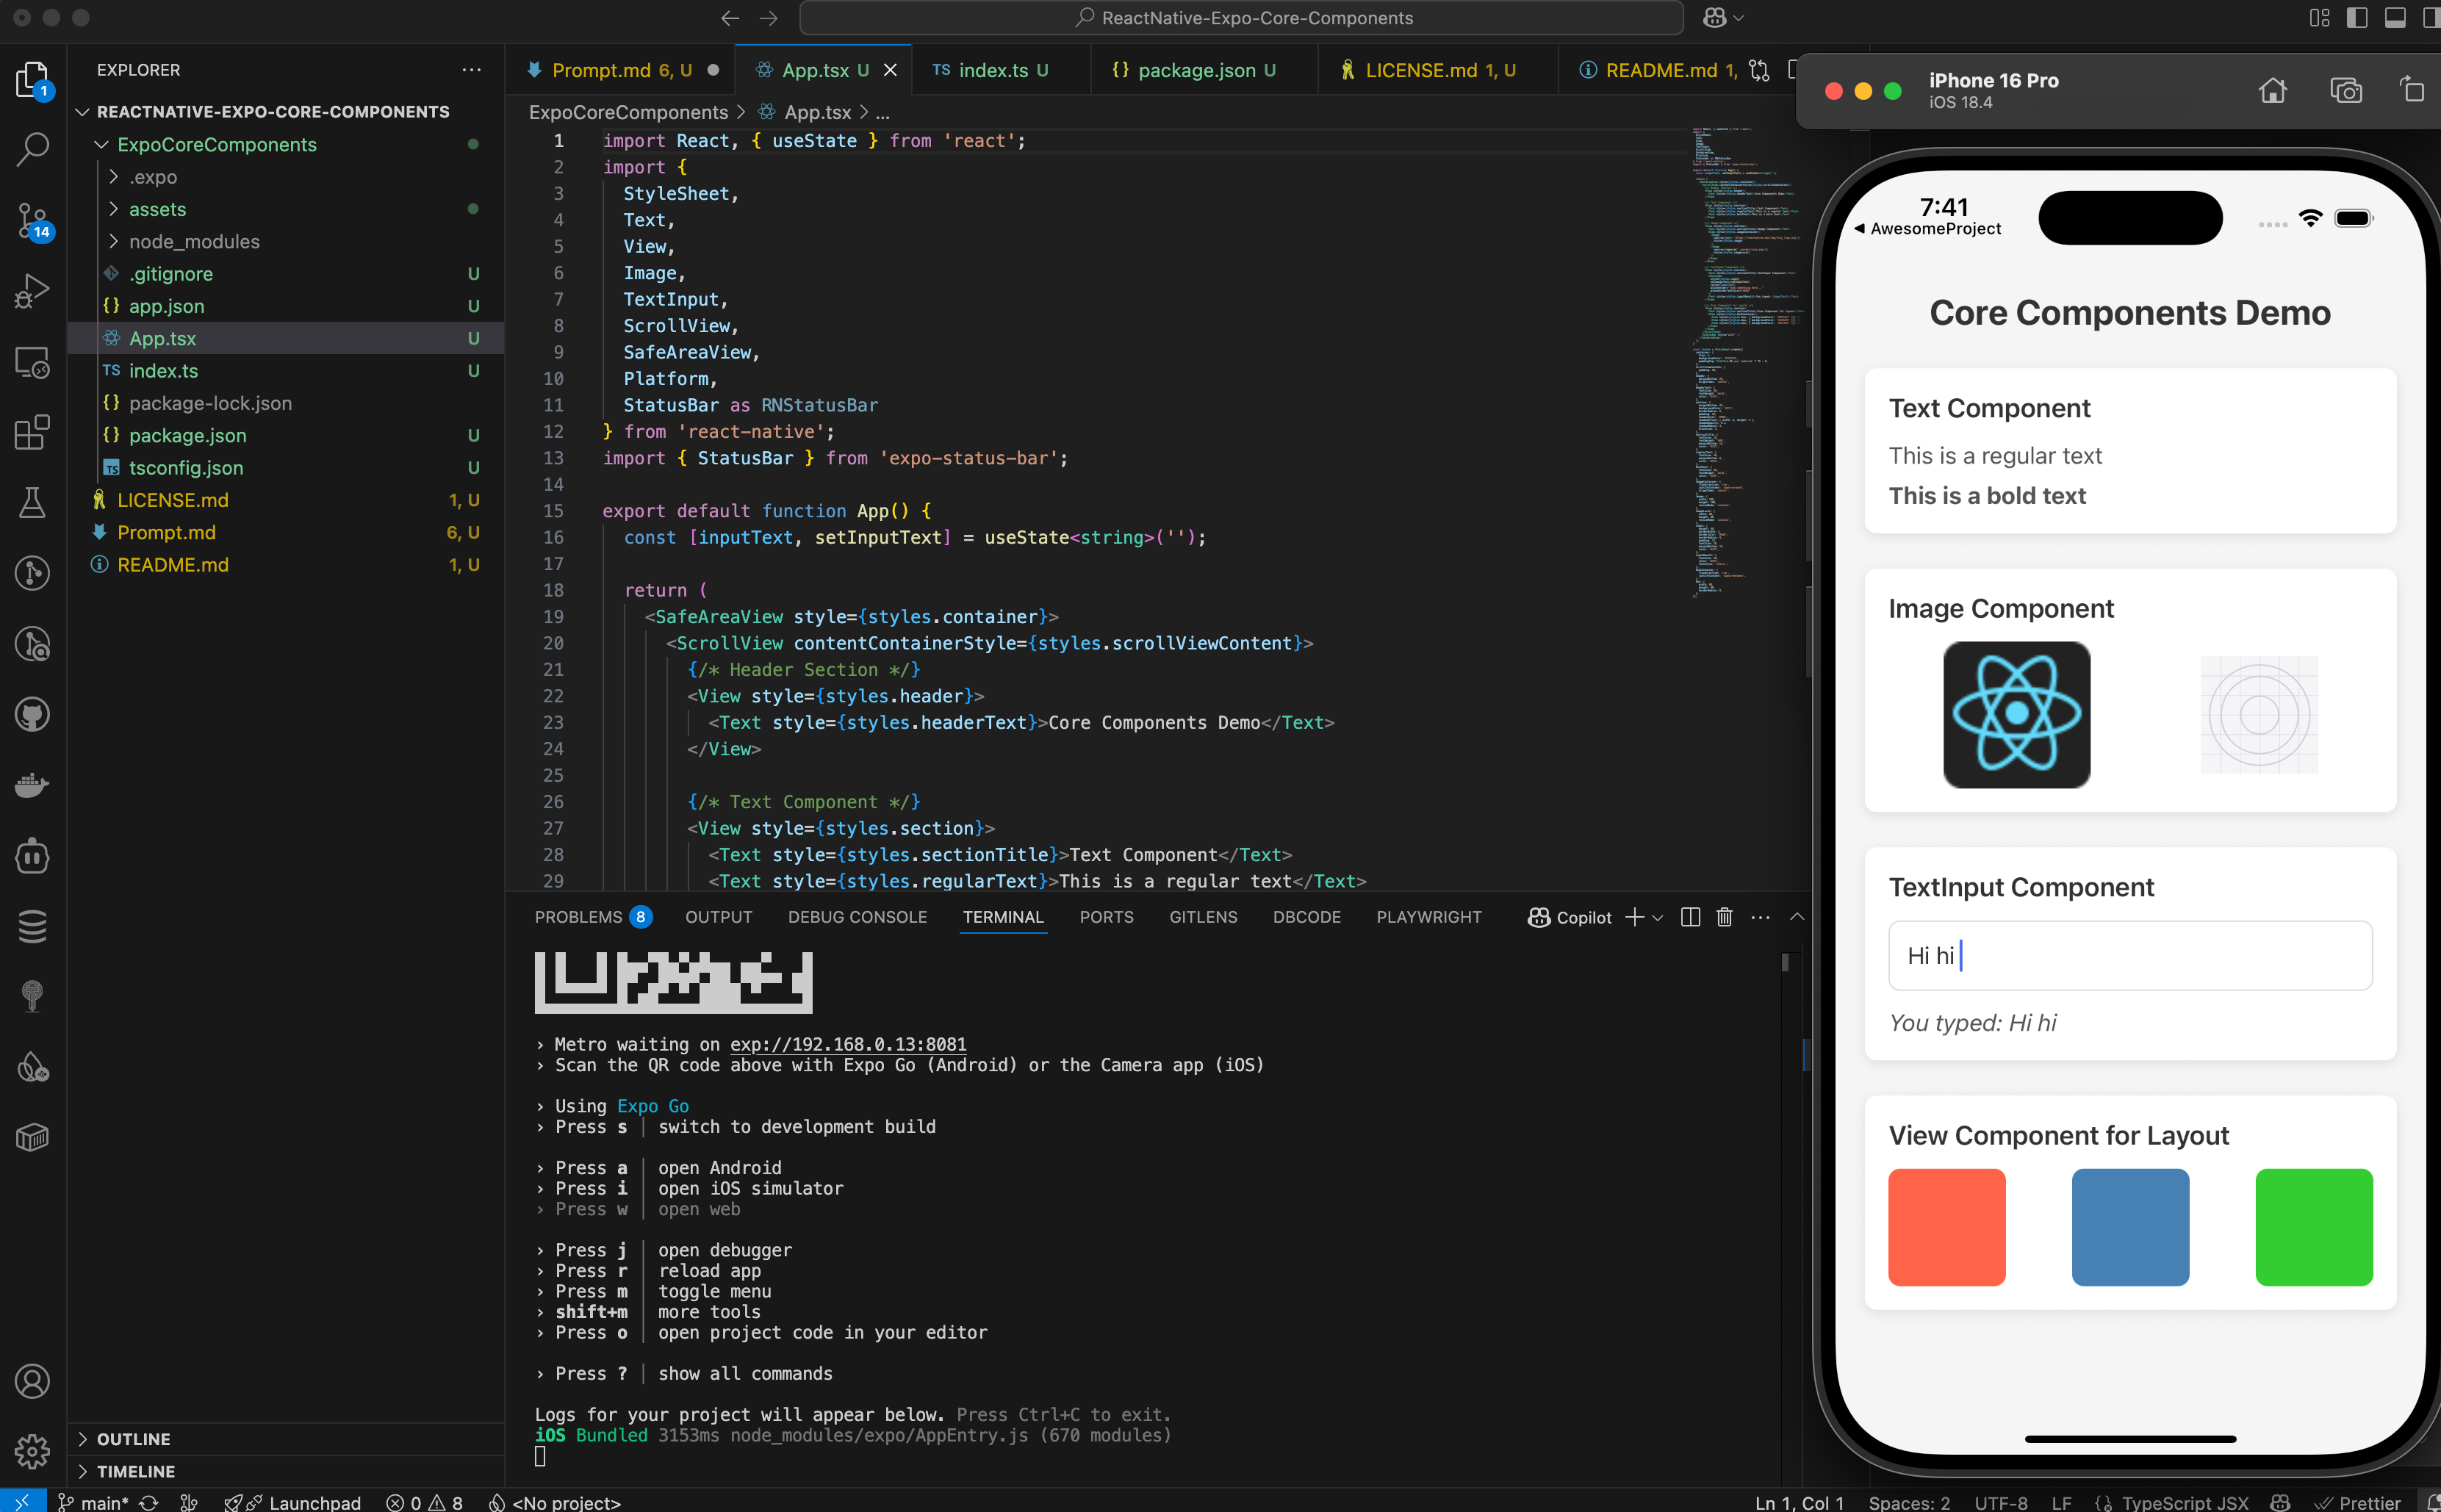 ReactNative-Expo-Core-Components
EXPLORER
REACTNATIVE-EXPO-CORE-COMPONENTS
ExpoCoreComponents
.expo
assets
node_modules
.gitignore U
{} app.json U
App.tsx U
TS index.ts U
{} package-lock.json
{} package.json U
TS tsconfig.json U
LICENSE.md 1, U
Prompt.md 6, U
README.md 1, U
OUTLINE
TIMELINE
1
14
Prompt.md 6, U
App.tsx U
TS index.ts U
{} package.json U
LICENSE.md 1, U
README.md 1,
ExpoCoreComponents > App.tsx > ...
1 import React, { useState } from 'react';
2 import {
3 StyleSheet,
4 Text,
5 View,
6 Image,
7 TextInput,
8 ScrollView,
9 SafeAreaView,
10 Platform,
11 StatusBar as RNStatusBar
12 } from 'react-native';
13 import { StatusBar } from 'expo-status-bar';
14
15 export default function App() {
16 const [inputText, setInputText] = useState<string>('');
17
18 return (
19 <SafeAreaView style={styles.container}>
20 <ScrollView contentContainerStyle={styles.scrollViewContent}>
21 {/* Header Section */}
22 <View style={styles.header}>
23 <Text style={styles.headerText}>Core Components Demo</Text>
24 </View>
25
26 {/* Text Component */}
27 <View style={styles.section}>
28 <Text style={styles.sectionTitle}>Text Component</Text>
29 <Text style={styles.regularText}>This is a regular text</Text>
PROBLEMS 8 OUTPUT DEBUG CONSOLE TERMINAL PORTS GITLENS DBCODE PLAYWRIGHT Copilot
› Metro waiting on exp://192.168.0.13:8081
› Scan the QR code above with Expo Go (Android) or the Camera app (iOS)
› Using Expo Go
› Press s │ switch to development build
› Press a │ open Android
› Press i │ open iOS simulator
› Press w │ open web
› Press j │ open debugger
› Press r │ reload app
› Press m │ toggle menu
› shift+m │ more tools
› Press o │ open project code in your editor
› Press ? │ show all commands
Logs for your project will appear below. Press Ctrl+C to exit.
iOS Bundled 3153ms node_modules/expo/AppEntry.js (670 modules)
iPhone 16 Pro
iOS 18.4
7:41
◀ AwesomeProject
Core Components Demo
Text Component
This is a regular text
This is a bold text
Image Component
TextInput Component
Hi hi
You typed: Hi hi
View Component for Layout
main* Launchpad 0 8 <No project> Ln 1, Col 1 Spaces: 2 UTF-8 LF TypeScript JSX Prettier